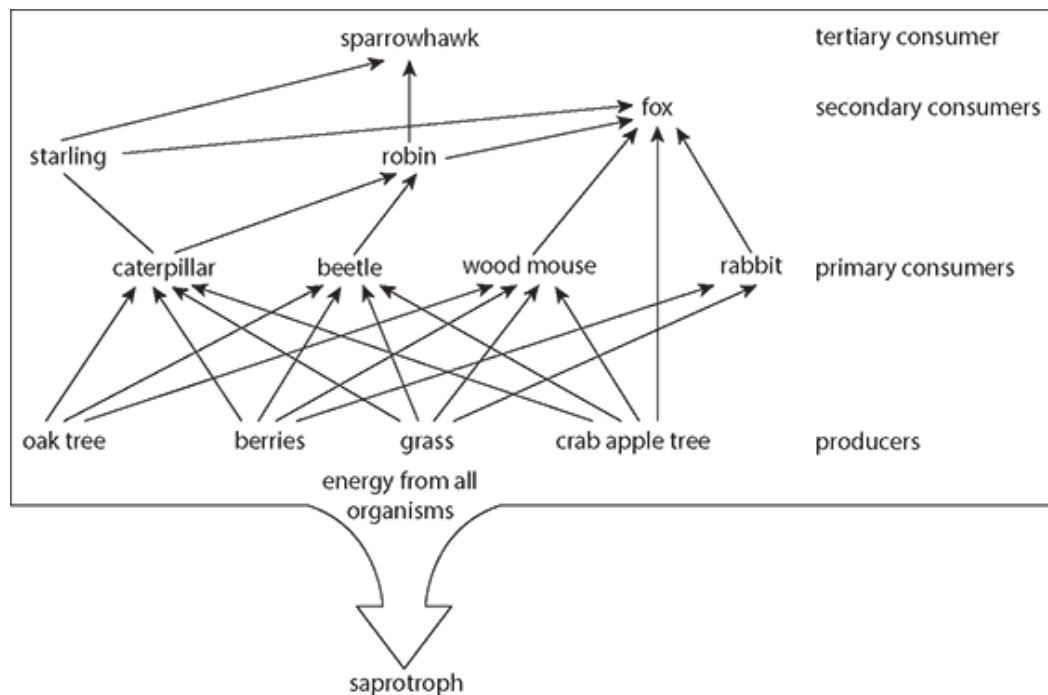 sparrowhawk tertiary consumer
fox secondary consumers
starling robin
caterpillar beetle wood mouse rabbit primary consumers
oak tree berries grass crab apple tree producers
energy from all
organisms
saprotroph